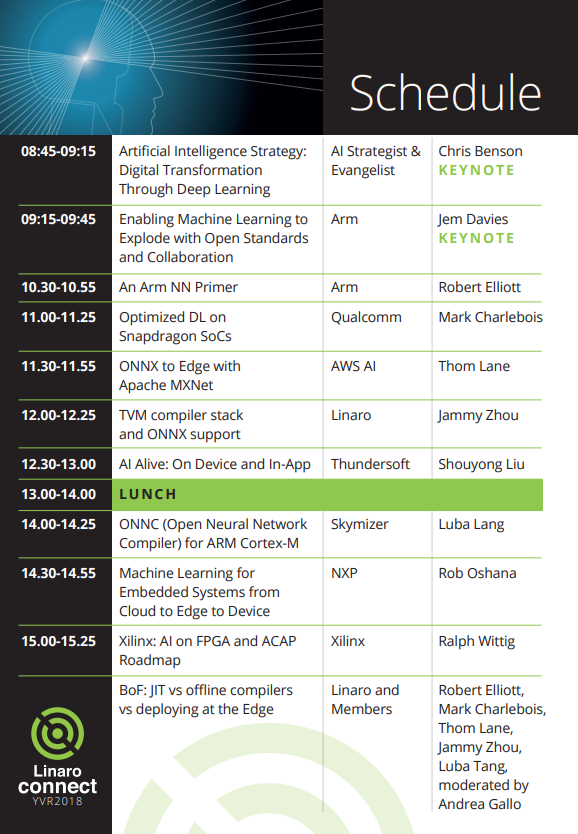 Schedule
08:45-09:15
Artificial Intelligence Strategy:
Digital Transformation
Through Deep Learning
AI Strategist &
Evangelist
Chris Benson
KEYNOTE
09:15-09:45
Enabling Machine Learning to
Explode with Open Standards
and Collaboration
Arm
Jem Davies
KEYNOTE
10.30-10.55
An Arm NN Primer
Arm
Robert Elliott
11.00-11.25
Optimized DL on
Snapdragon SoCs
Qualcomm
Mark Charlebois
11.30-11.55
ONNX to Edge with
Apache MXNet
AWS AI
Thom Lane
12.00-12.25
TVM compiler stack
and ONNX support
Linaro
Jammy Zhou
12.30-13.00
AI Alive: On Device and In-App
Thundersoft
Shouyong Liu
13.00-14.00
LUNCH
14.00-14.25
ONNC (Open Neural Network
Compiler) for ARM Cortex-M
Skymizer
Luba Lang
14.30-14.55
Machine Learning for
Embedded Systems from
Cloud to Edge to Device
NXP
Rob Oshana
15.00-15.25
Xilinx: AI on FPGA and ACAP
Roadmap
Xilinx
Ralph Wittig
BoF: JIT vs offline compilers
vs deploying at the Edge
Linaro and
Members
Robert Elliott,
Mark Charlebois,
Thom Lane,
Jammy Zhou,
Luba Tang,
moderated by
Andrea Gallo
Linaro
connect
YVR2018